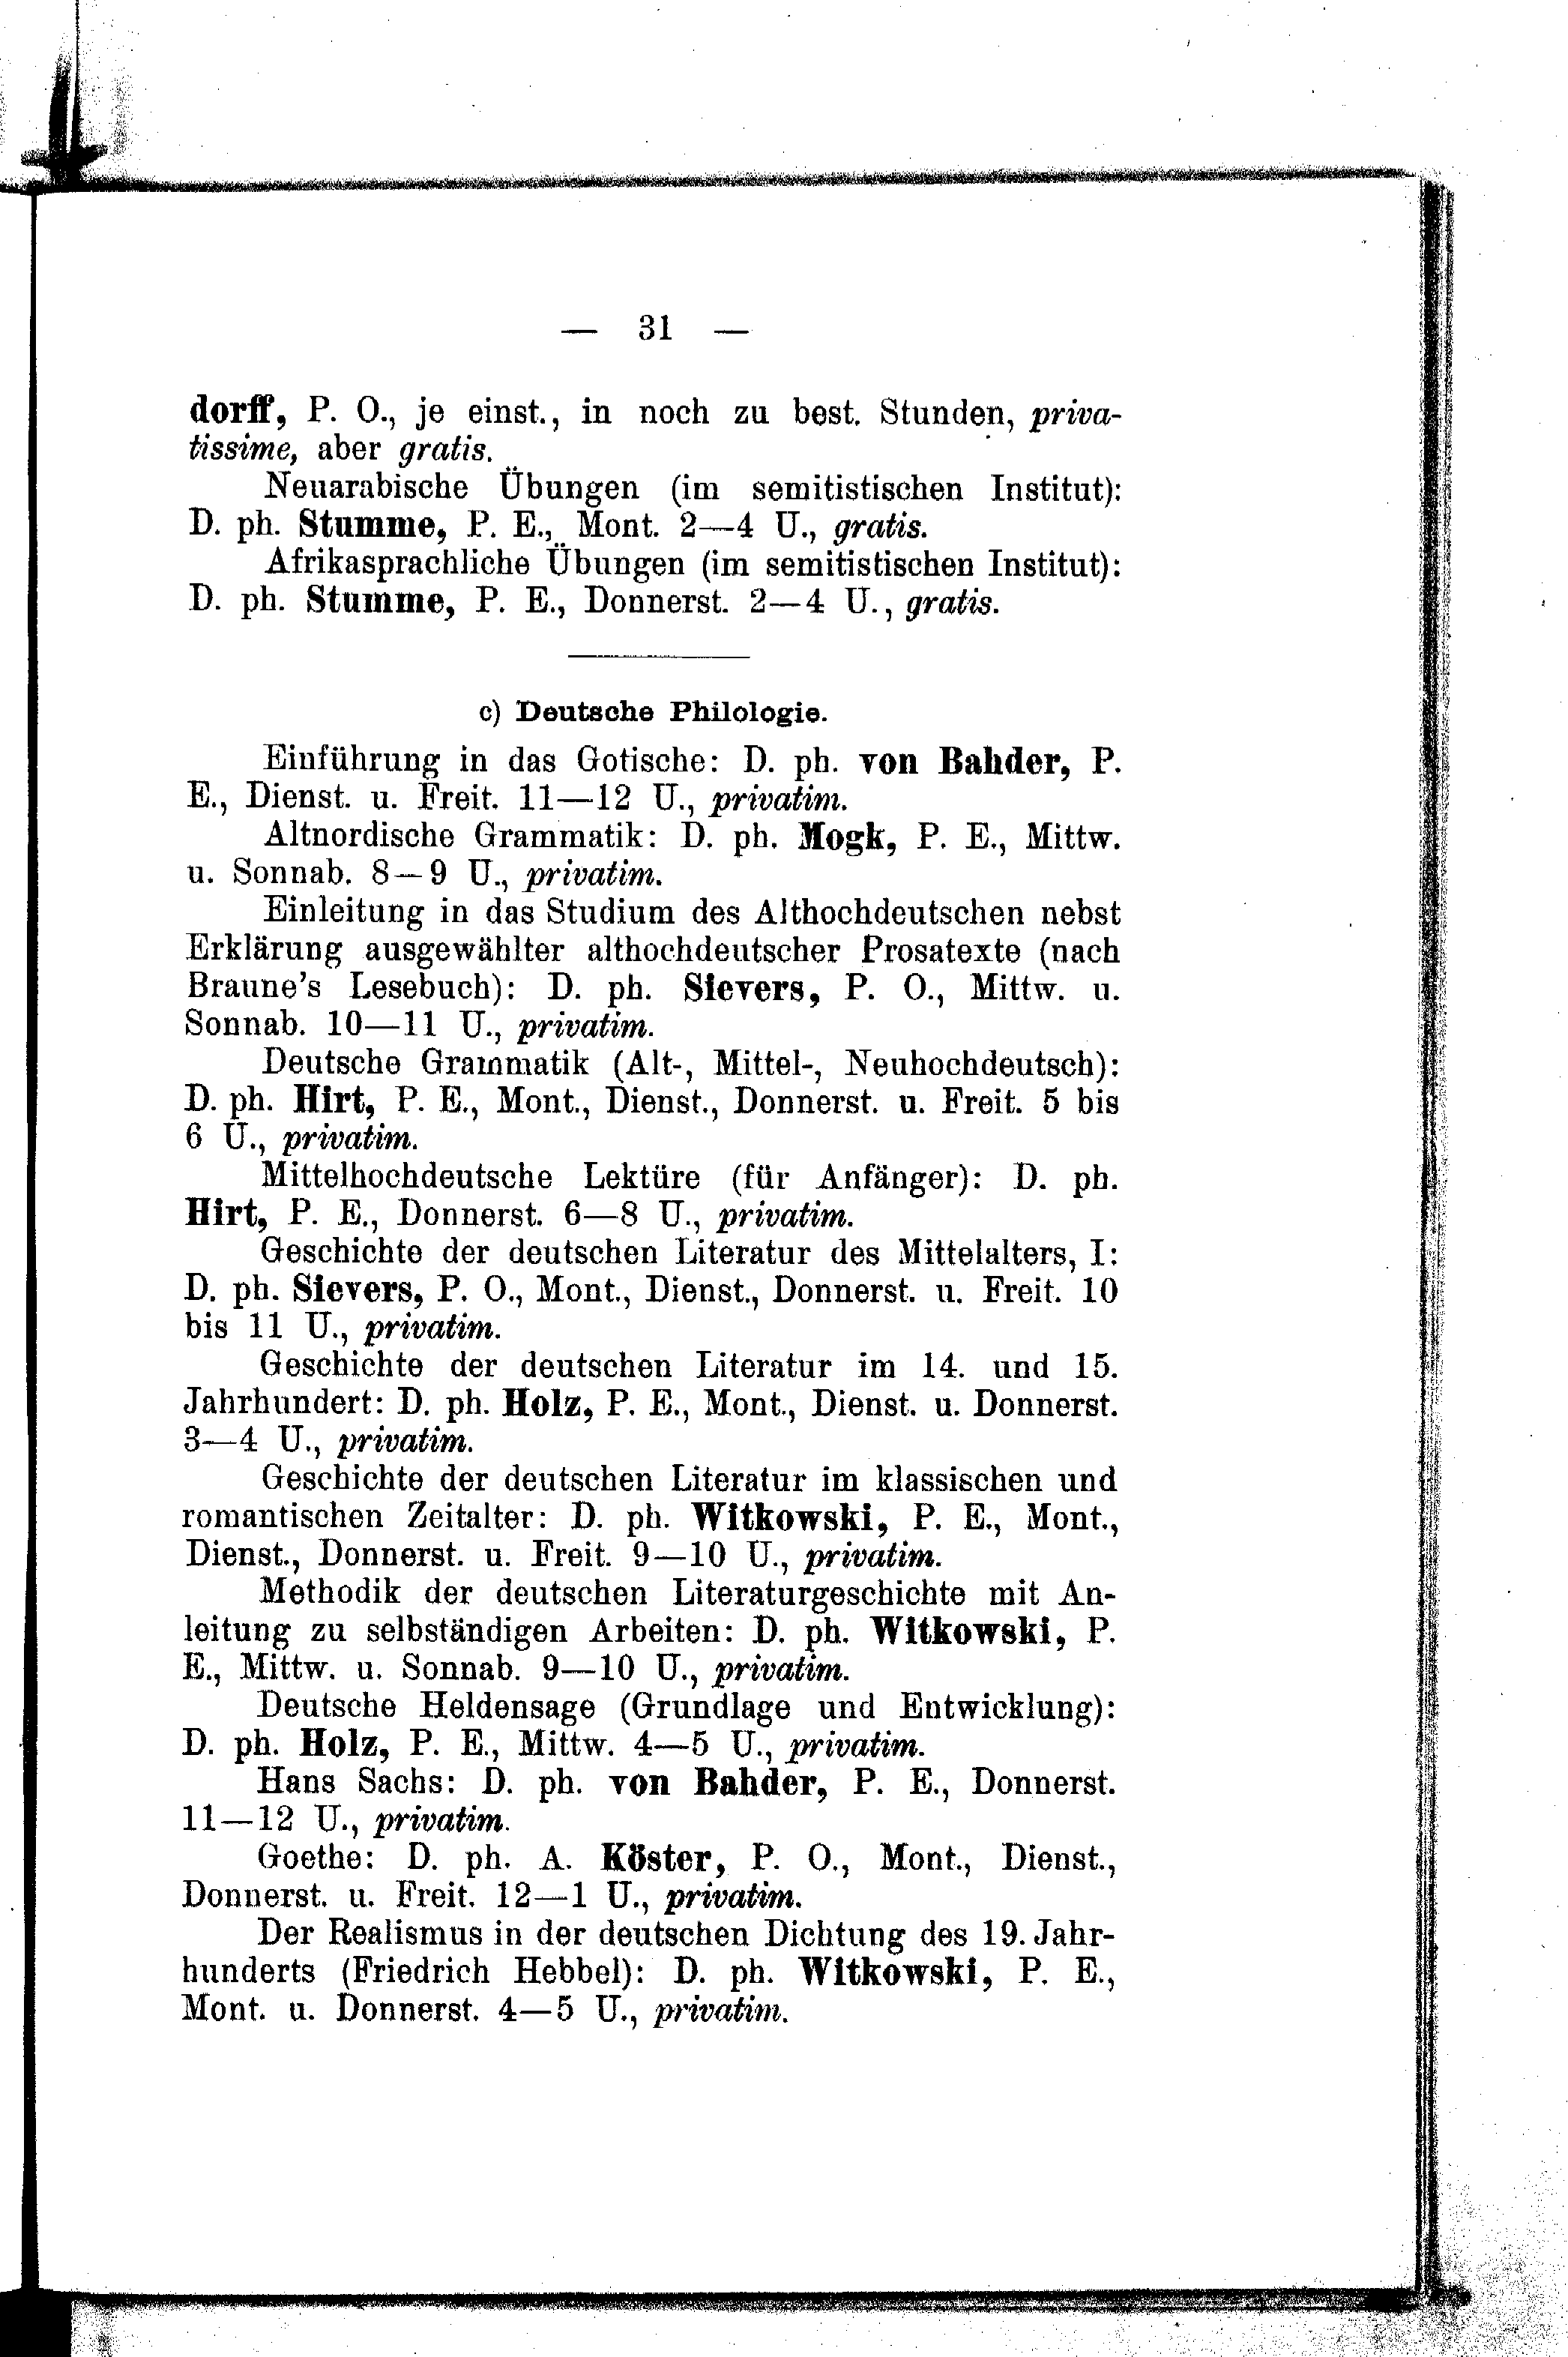 — 31 —
dorff, P. O., je einst., in noch zu best. Stunden, priva-
tissime, aber gratis.
Neuarabische Übungen (im semitistischen Institut):
D. ph. Stumme, P. E., Mont. 2—4 U., gratis.
Afrikasprachliche Übungen (im semitistischen Institut):
D. ph. Stumme, P. E., Donnerst. 2—4 U., gratis.
c) Deutsche Philologie.
Einführung in das Gotische: D. ph. von Bahder, P.
E., Dienst. u. Freit. 11—12 U., privatim.
Altnordische Grammatik: D. ph. Mogk, P. E., Mittw.
u. Sonnab. 8—9 U., privatim.
Einleitung in das Studium des Althochdeutschen nebst
Erklärung ausgewählter althochdeutscher Prosatexte (nach
Braune's Lesebuch): D. ph. Sievers, P. O., Mittw. u.
Sonnab. 10—11 U., privatim.
Deutsche Grammatik (Alt-, Mittel-, Neuhochdeutsch):
D. ph. Hirt, P. E., Mont., Dienst., Donnerst. u. Freit. 5 bis
6 U., privatim.
Mittelhochdeutsche Lektüre (für Anfänger): D. ph.
Hirt, P. E., Donnerst. 6—8 U., privatim.
Geschichte der deutschen Literatur des Mittelalters, I:
D. ph. Sievers, P. O., Mont., Dienst., Donnerst. u. Freit. 10
bis 11 U., privatim.
Geschichte der deutschen Literatur im 14. und 15.
Jahrhundert: D. ph. Holz, P. E., Mont., Dienst. u. Donnerst.
3—4 U., privatim.
Geschichte der deutschen Literatur im klassischen und
romantischen Zeitalter: D. ph. Witkowski, P. E., Mont.,
Dienst., Donnerst. u. Freit. 9—10 U., privatim.
Methodik der deutschen Literaturgeschichte mit An-
leitung zu selbständigen Arbeiten: D. ph. Witkowski, P.
E., Mittw. u. Sonnab. 9—10 U., privatim.
Deutsche Heldensage (Grundlage und Entwicklung):
D. ph. Holz, P. E., Mittw. 4—5 U., privatim.
Hans Sachs: D. ph. von Bahder, P. E., Donnerst.
11—12 U., privatim.
Goethe: D. ph. A. Köster, P. O., Mont., Dienst.,
Donnerst. u. Freit. 12—1 U., privatim.
Der Realismus in der deutschen Dichtung des 19. Jahr-
hunderts (Friedrich Hebbel): D. ph. Witkowski, P. E.,
Mont. u. Donnerst. 4—5 U., privatim.